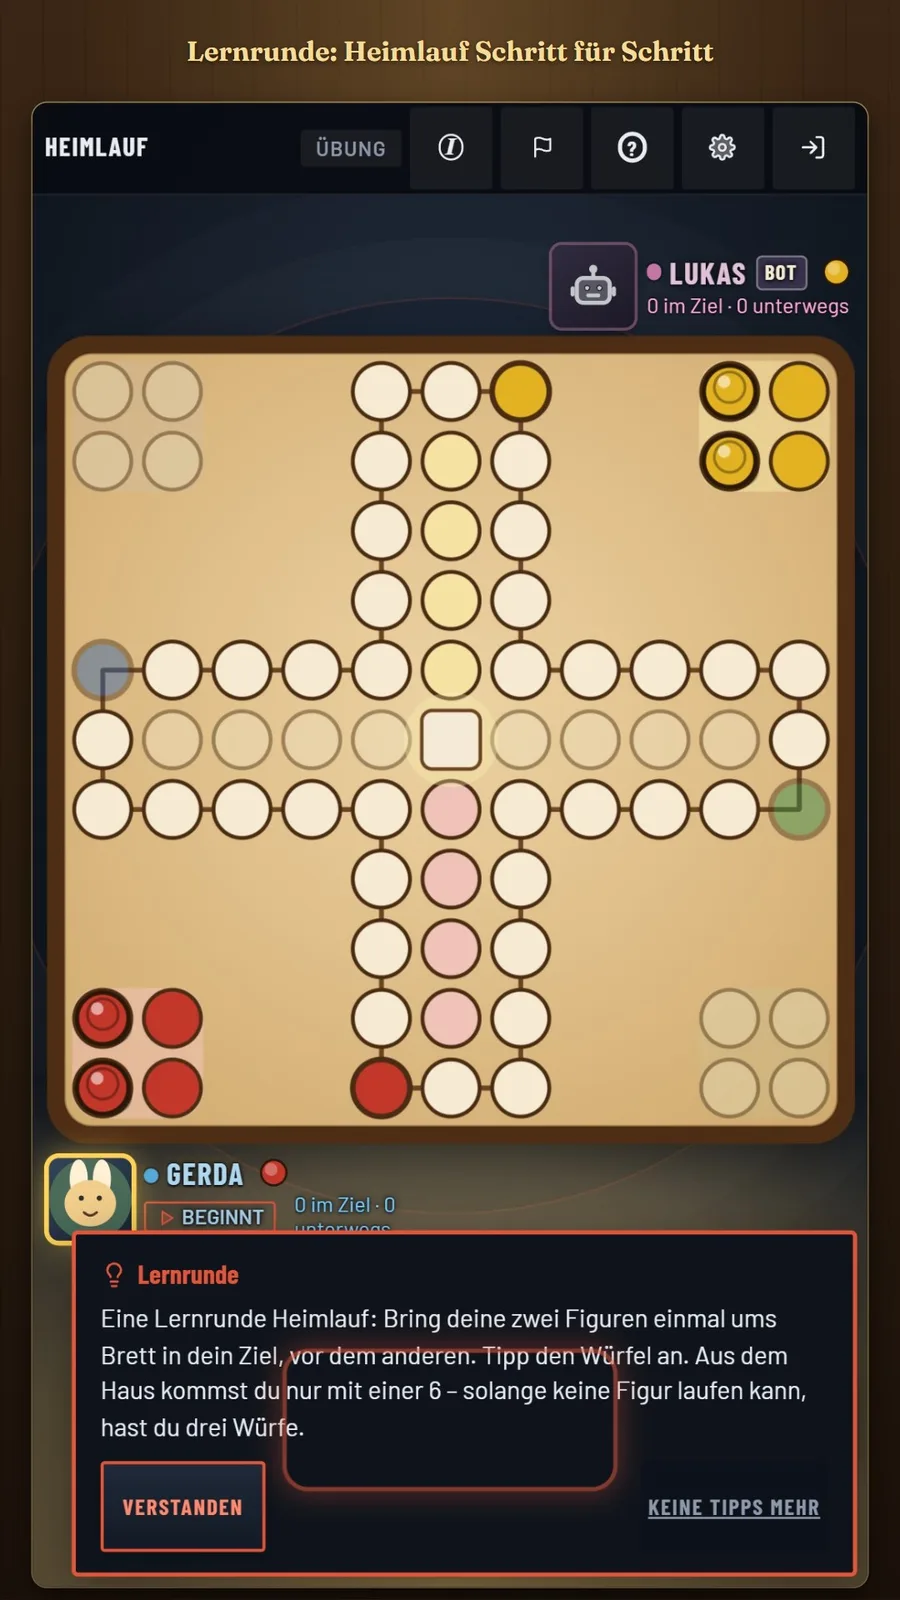 Lernrunde: Heimlauf Schritt für Schritt
HEIMLAUF
ÜBUNG
LUKAS BOT
0 im Ziel · 0 unterwegs
GERDA
BEGINNT
0 im Ziel · 0
unterwegs
Lernrunde
Eine Lernrunde Heimlauf: Bring deine zwei Figuren einmal ums
Brett in dein Ziel, vor dem anderen. Tipp den Würfel an. Aus dem
Haus kommst du nur mit einer 6 – solange keine Figur laufen kann,
hast du drei Würfe.
VERSTANDEN
KEINE TIPPS MEHR